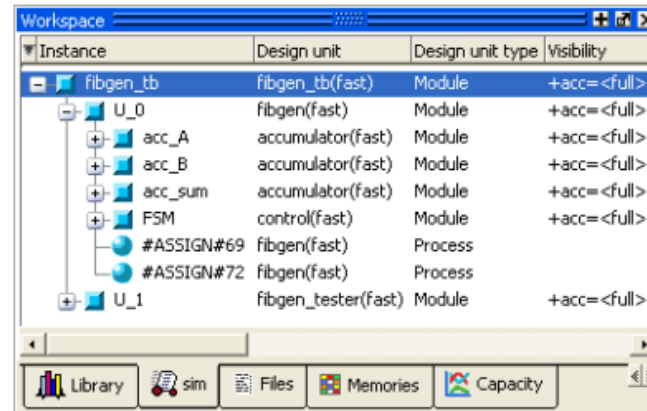 Workspace
Instance Design unit Design unit type Visibility
fibgen_tb fibgen_tb(fast) Module +acc=<full>
U_0 fibgen(fast) Module +acc=<full>
acc_A accumulator(fast) Module +acc=<full>
acc_B accumulator(fast) Module +acc=<full>
acc_sum accumulator(fast) Module +acc=<full>
FSM control(fast) Module +acc=<full>
#ASSIGN#69 fibgen(fast) Process
#ASSIGN#72 fibgen(fast) Process
U_1 fibgen_tester(fast) Module +acc=<full>
Library sim Files Memories Capacity